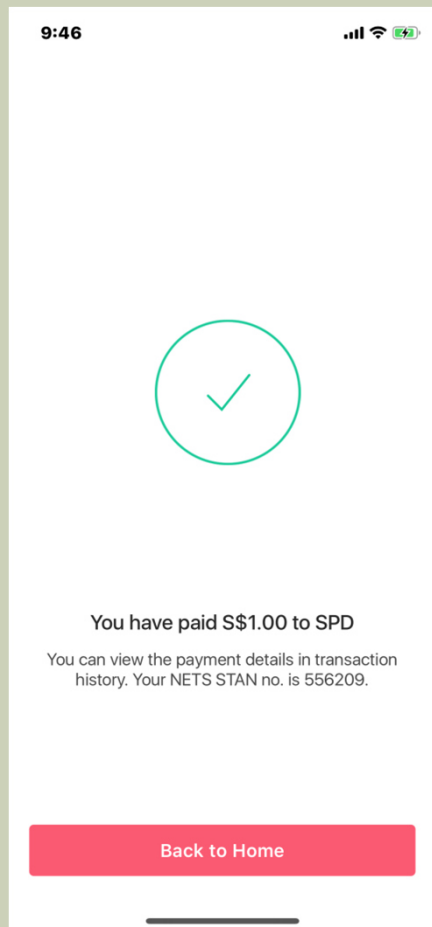 9:46
You have paid S$1.00 to SPD
You can view the payment details in transaction
history. Your NETS STAN no. is 556209.
Back to Home